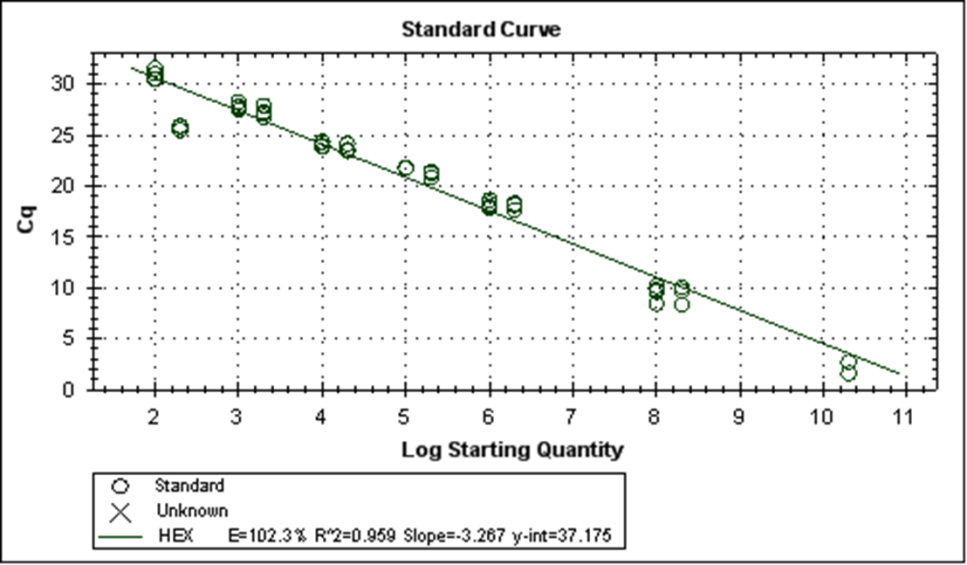 Standard Curve
30
25
20
15
10
5
0
Cq
2 3 4 5 6 7 8 9 10 11
Log Starting Quantity
Standard
Unknown
HEX E=102.3% R^2=0.959 Slope=-3.267 y-int=37.175